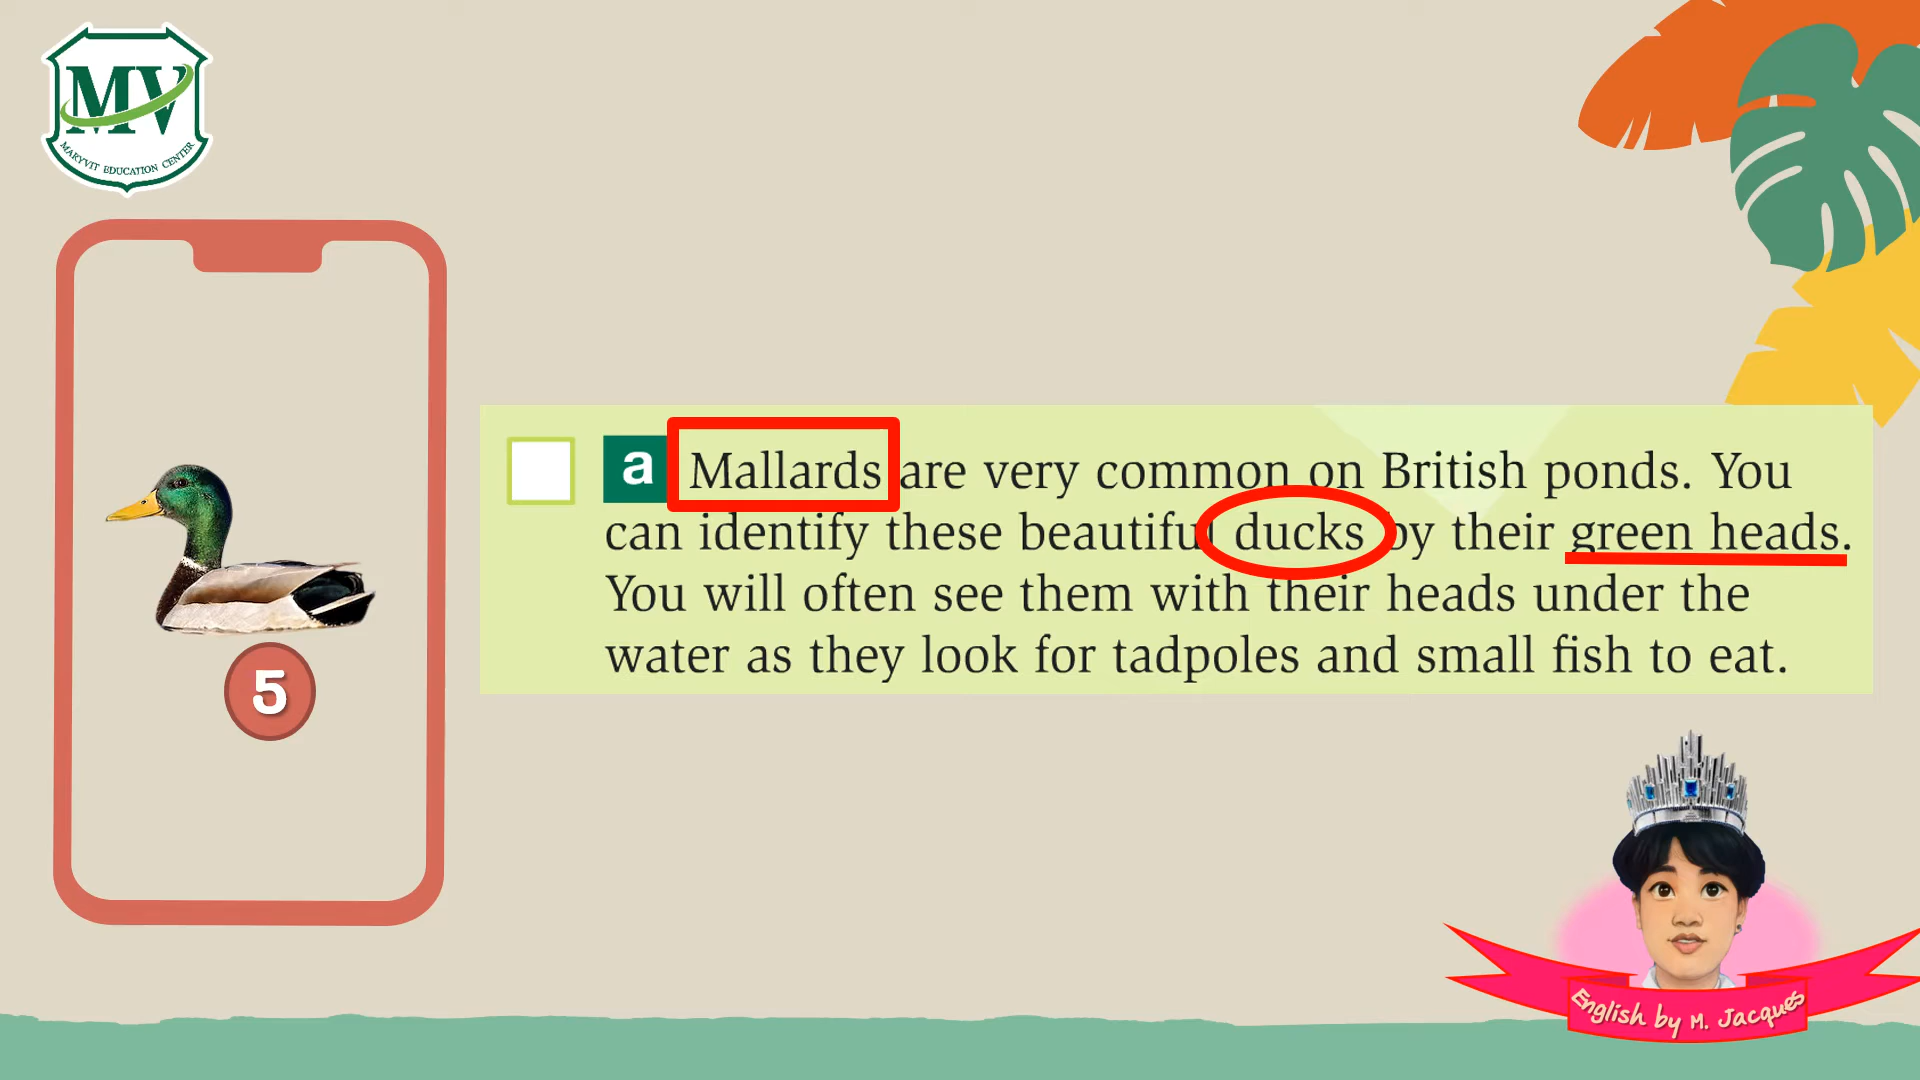 MV
MARYVIT EDUCATION CENTER
a Mallards are very common on British ponds. You
can identify these beautiful ducks by their green heads.
You will often see them with their heads under the
water as they look for tadpoles and small fish to eat.
5
English by M. Jacques